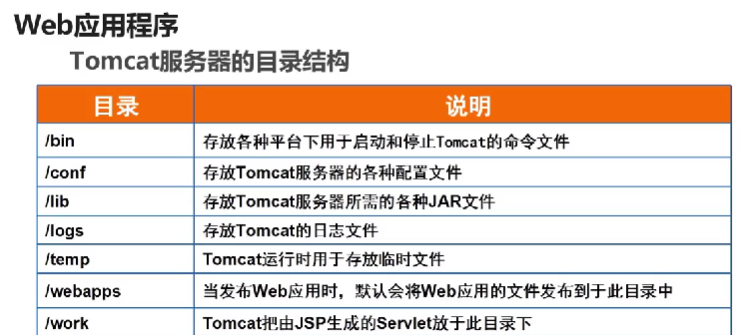 Web应用程序
Tomcat服务器的目录结构
目录 说明
/bin 存放各种平台下用于启动和停止Tomcat的命令文件
/conf 存放Tomcat服务器的各种配置文件
/lib 存放Tomcat服务器所需的各种JAR文件
/logs 存放Tomcat的日志文件
/temp Tomcat运行时用于存放临时文件
/webapps 当发布Web应用时，默认会将Web应用的文件发布到于此目录中
/work Tomcat把由JSP生成的Servlet放于此目录下